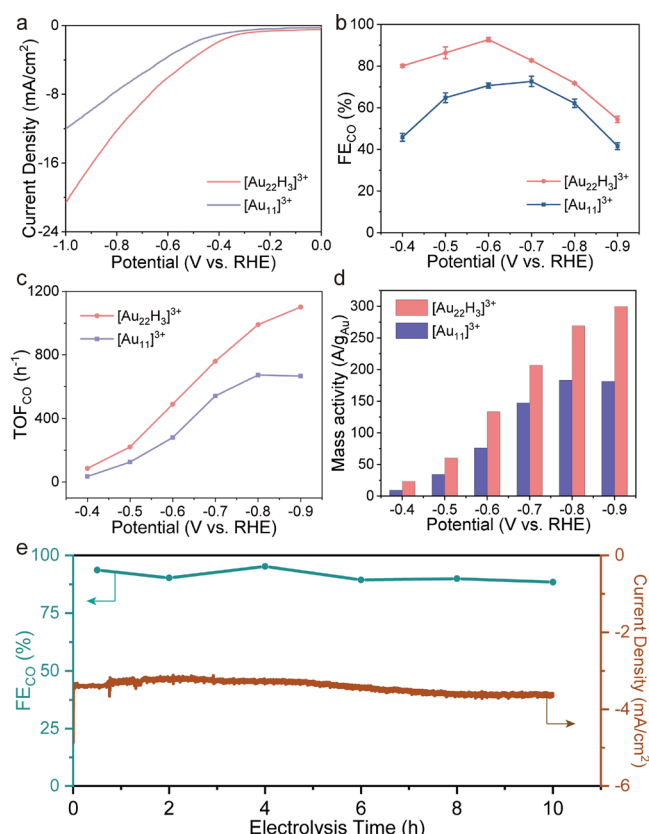 a
Current Density (mA/cm²)
0
-8
-16
-24
[Au₂₂H₃]³⁺
[Au₁₁]³⁺
-1.0 -0.8 -0.6 -0.4 -0.2 0.0
Potential (V vs. RHE)
b
FE_CO (%)
100
80
60
40
20
0
[Au₂₂H₃]³⁺
[Au₁₁]³⁺
-0.4 -0.5 -0.6 -0.7 -0.8 -0.9
Potential (V vs. RHE)
c
TOF_CO (h⁻¹)
1200
800
400
0
[Au₂₂H₃]³⁺
[Au₁₁]³⁺
-0.4 -0.5 -0.6 -0.7 -0.8 -0.9
Potential (V vs. RHE)
d
Mass activity (A/g_Au)
300
250
200
150
100
50
0
[Au₂₂H₃]³⁺
[Au₁₁]³⁺
-0.4 -0.5 -0.6 -0.7 -0.8 -0.9
Potential (V vs. RHE)
e
FE_CO (%)
100
75
50
75
0
0 2 4 6 8 10
Electrolysis Time (h)
0
-2
-4
-6
Current Density (mA/cm²)